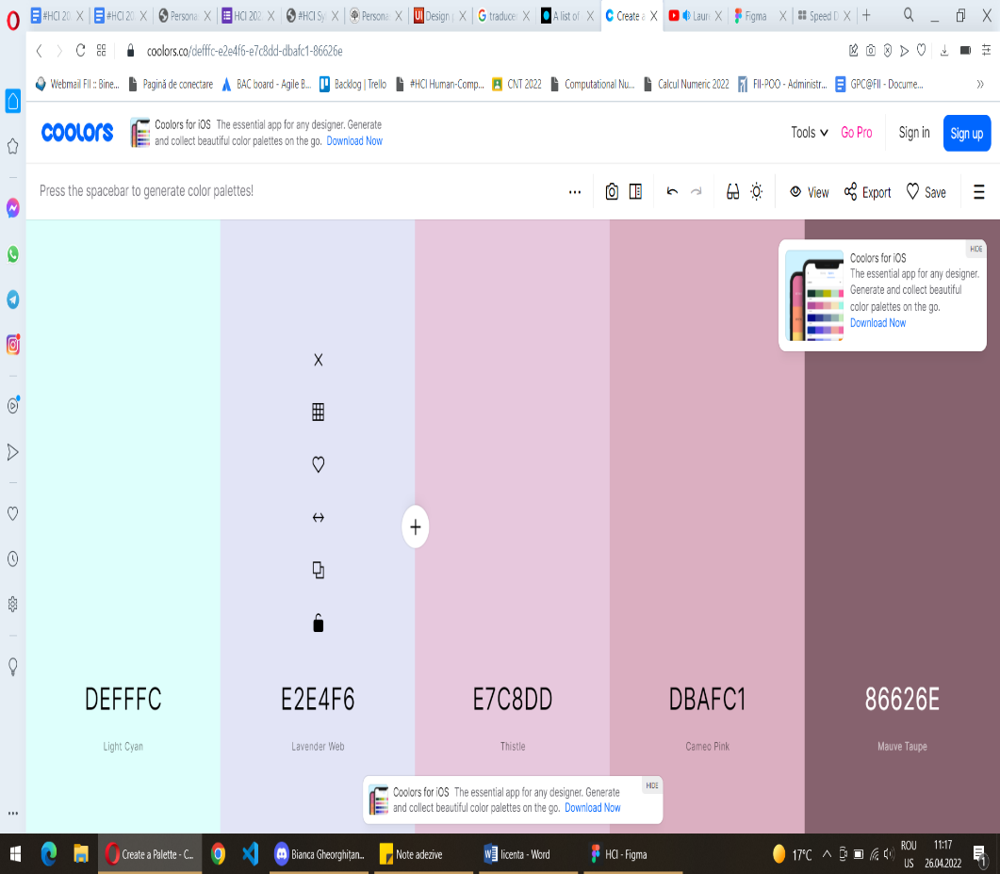 #HCI 20
#HCI 20
Persona
HCI 202
#HCI Sy
Persona
Design p
traduce
A list of
Create a
Laur
Figma
Speed D
coolors.co/defffc-e2e4f6-e7c8dd-dbafc1-86626e
Webmail FII :: Bine...
Pagină de conectare
BAC board - Agile B...
Backlog | Trello
#HCI Human-Comp...
CNT 2022
Computational Nu...
Calcul Numeric 2022
FII-POO - Administr...
GPC@FII - Docume...
coolors
Coolors for iOS The essential app for any designer. Generate
and collect beautiful color palettes on the go. Download Now
Tools
Go Pro
Sign in
Sign up
Press the spacebar to generate color palettes!
View
Export
Save
HIDE
Coolors for iOS
The essential app for any designer.
Generate and collect beautiful
color palettes on the go.
Download Now
DEFFFC
E2E4F6
E7C8DD
DBAFC1
86626E
Light Cyan
Lavender Web
Thistle
Cameo Pink
Mauve Taupe
HIDE
Coolors for iOS The essential app for any designer. Generate
and collect beautiful color palettes on the go. Download Now
Create a Palette - C...
Bianca Gheorghițan...
Note adezive
licenta - Word
HCI - Figma
17°C
ROU
US
11:17
26.04.2022
1